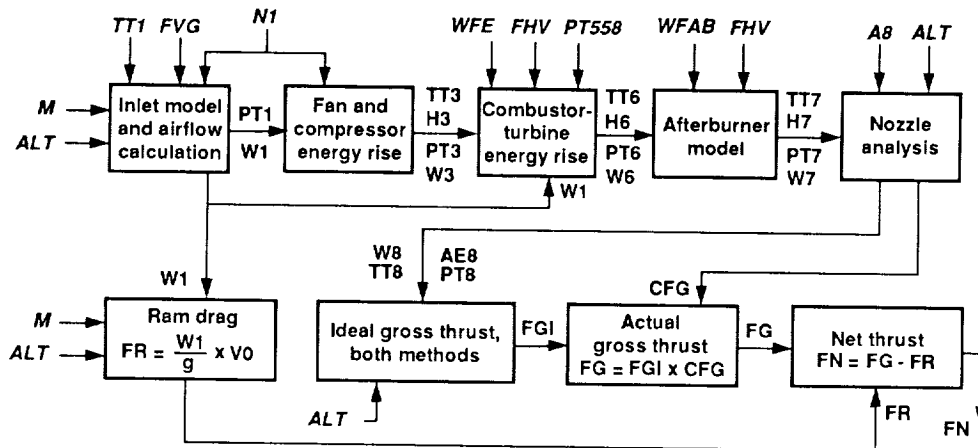 N1
TT1 FVG
WFE FHV PT558
WFAB FHV
A8 ALT
M
ALT
Inlet model
and airflow
calculation
PT1
W1
Fan and
compressor
energy rise
TT3
H3
PT3
W3
Combustor-
turbine
energy rise
W1
TT6
H6
PT6
W6
Afterburner
model
TT7
H7
PT7
W7
Nozzle
analysis
W1
W8
TT8
AE8
PT8
CFG
M
ALT
Ram drag
FR = W1/g x V0
Ideal gross thrust,
both methods
ALT
FGI
Actual
gross thrust
FG = FGI x CFG
FG
Net thrust
FN = FG - FR
FR
FN